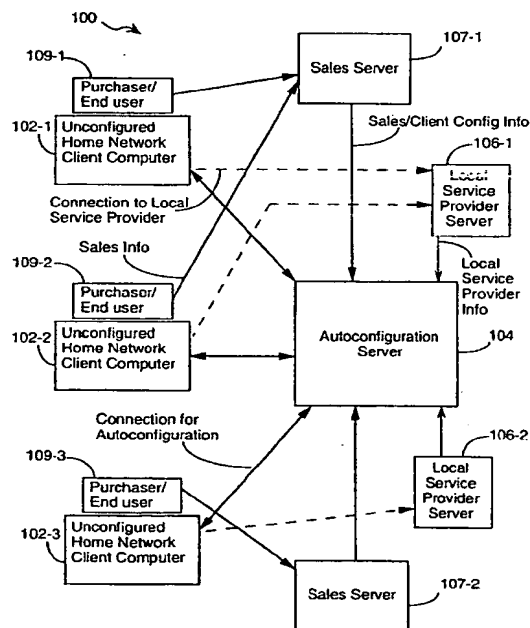 100
109-1
Purchaser/
End user
102-1
Unconfigured
Home Network
Client Computer
107-1
Sales Server
Sales/Client Config Info
106-1
Local
Service
Provider
Server
Connection to Local
Service Provider
Sales Info
Local
Service
Provider
Info
109-2
Purchaser/
End user
102-2
Unconfigured
Home Network
Client Computer
Autoconfiguration
Server
104
Connection for
Autoconfiguration
109-3
Purchaser/
End user
102-3
Unconfigured
Home Network
Client Computer
106-2
Local
Service
Provider
Server
107-2
Sales Server